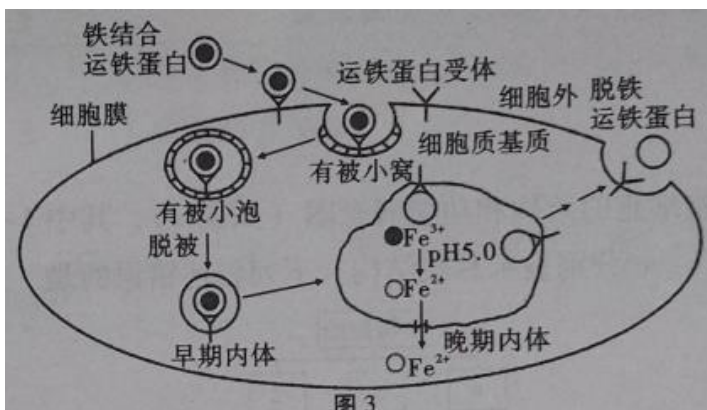 铁结合
运铁蛋白
运铁蛋白受体
细胞外
脱铁
运铁蛋白
细胞膜
细胞质基质
有被小窝
有被小泡
脱被
Fe³⁺
pH5.0
Fe²⁺
早期内体
晚期内体
Fe²⁺
图 3